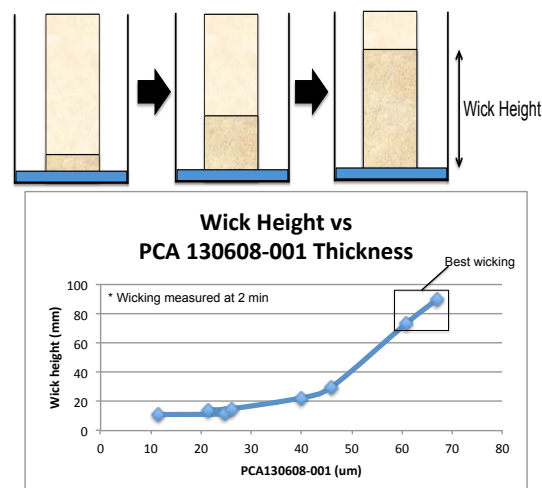 Wick Height
Wick Height vs
PCA 130608-001 Thickness
Best wicking
* Wicking measured at 2 min
Wick height (mm)
100
80
60
40
20
0
0 10 20 30 40 50 60 70 80
PCA130608-001 (um)